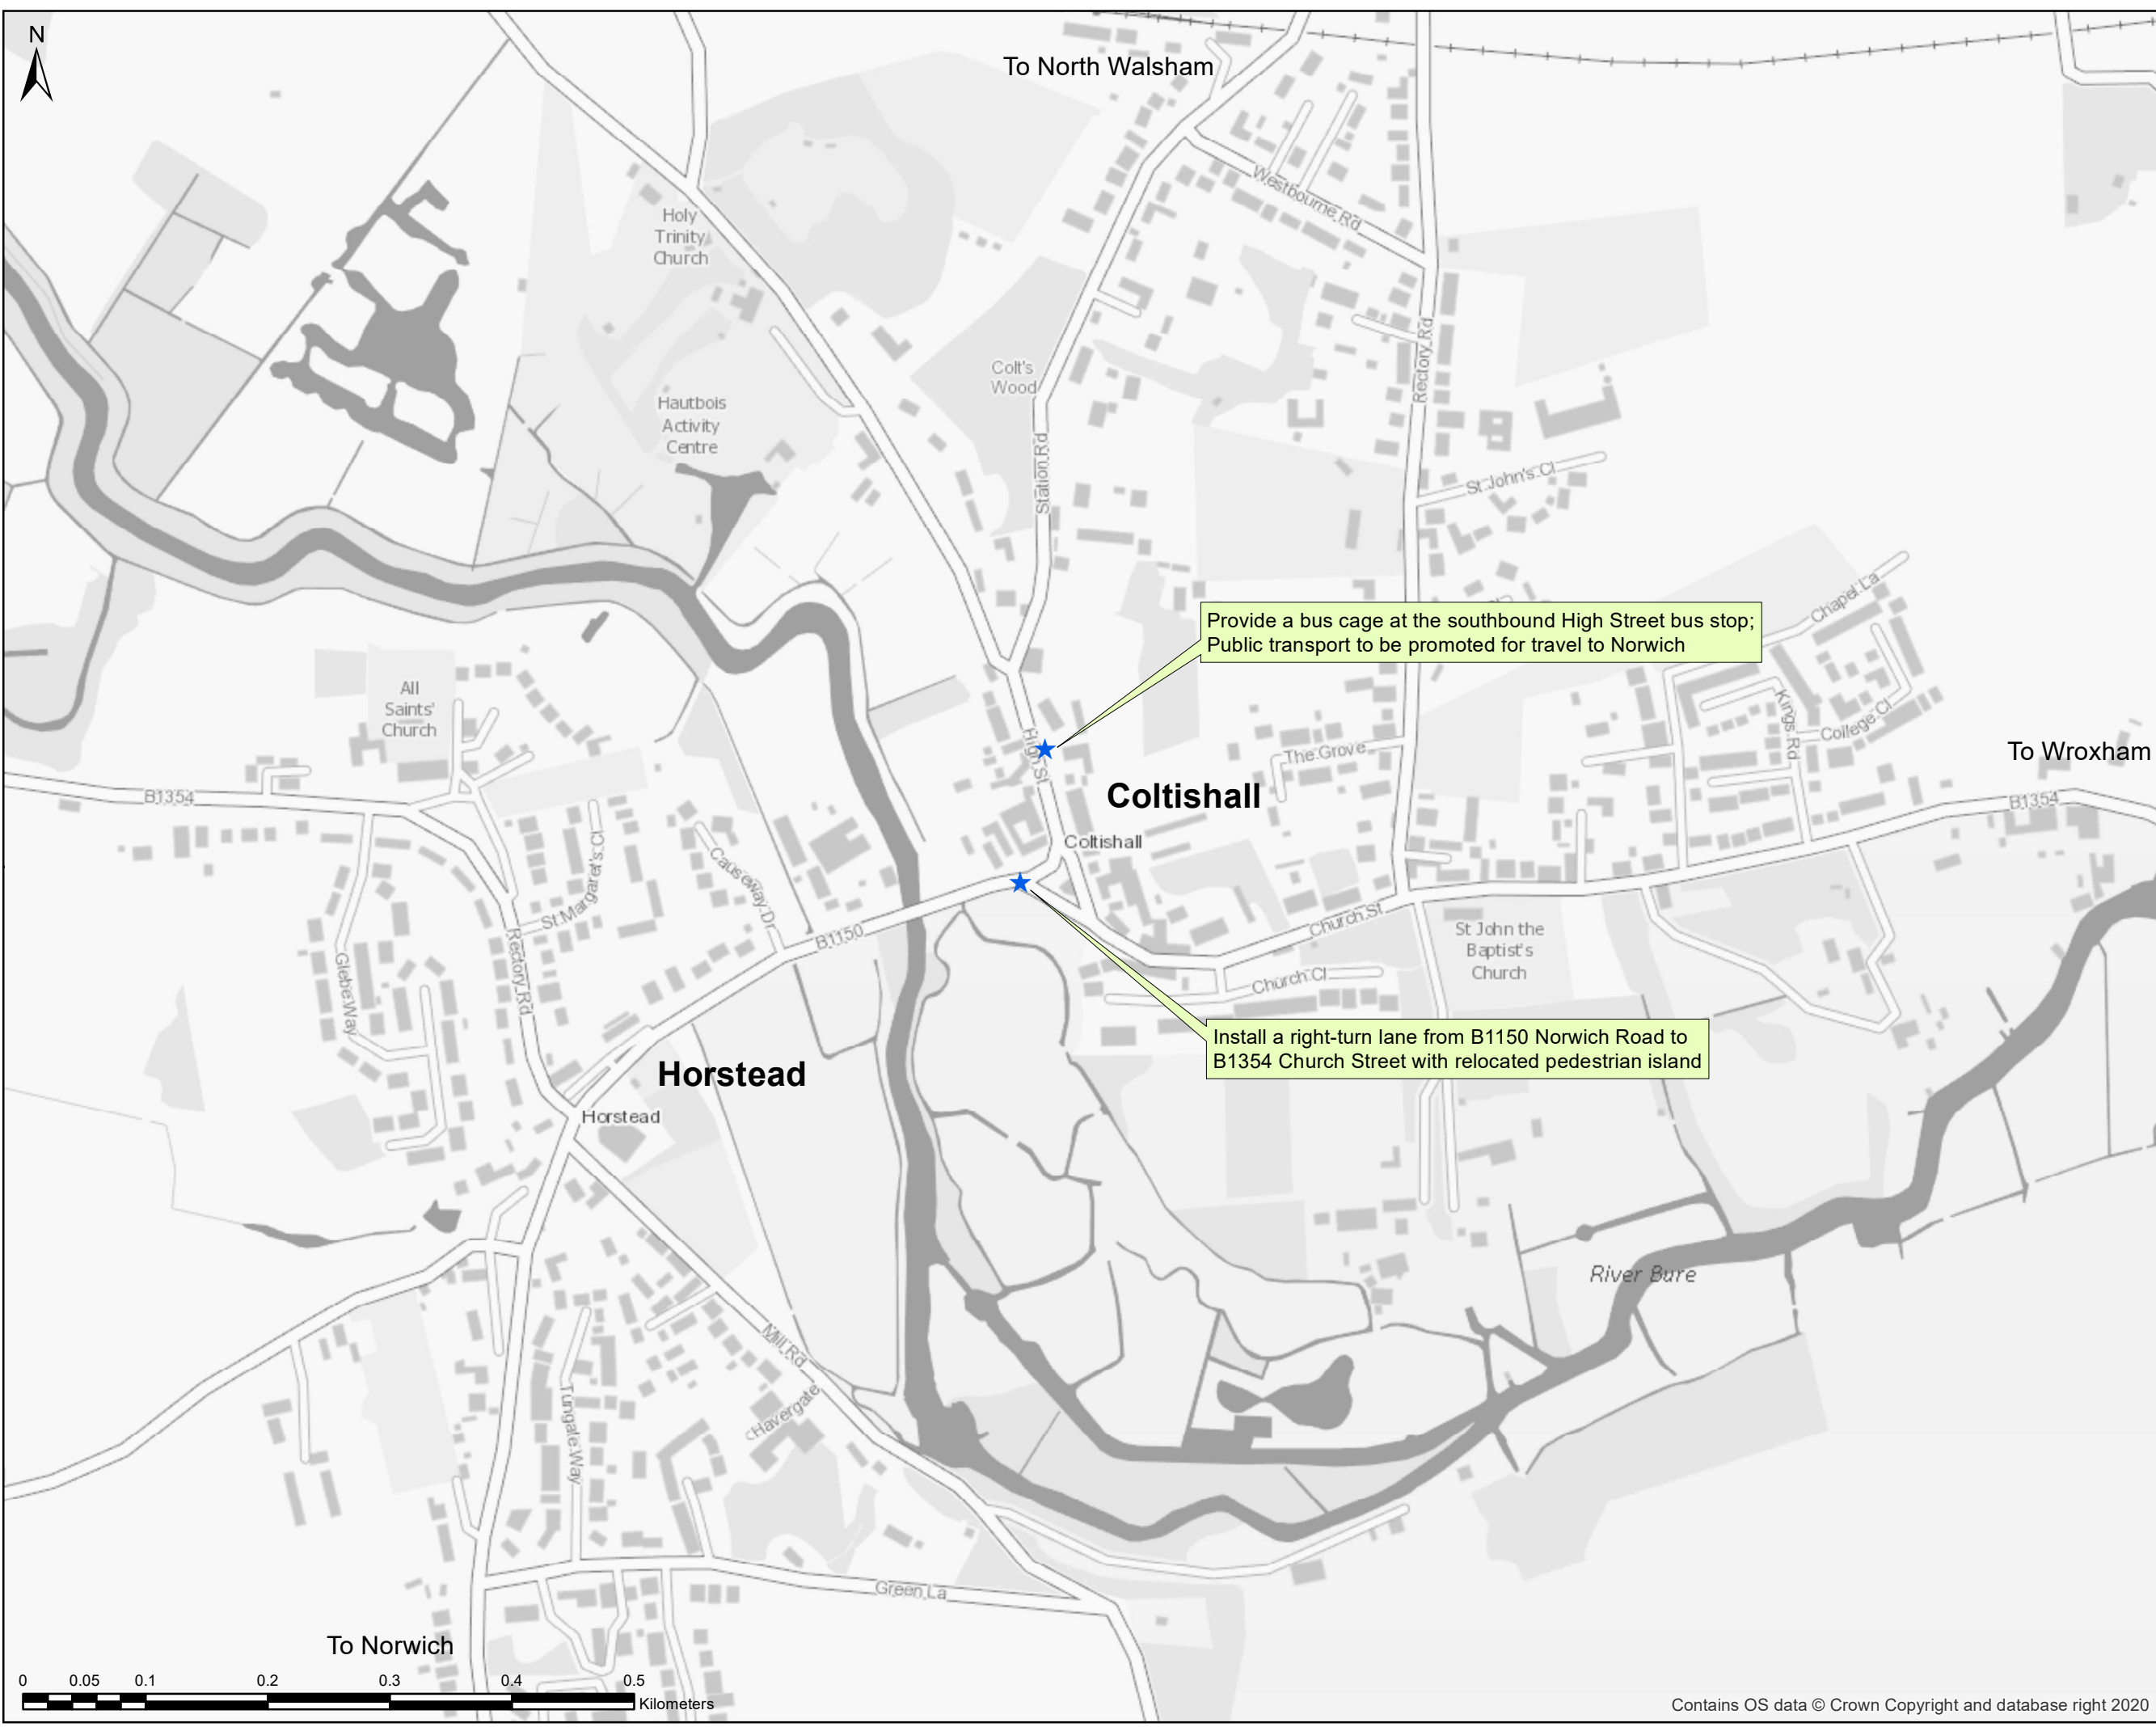 N
To North Walsham
Westbourne Rd
Holy
Trinity
Church
Colt's
Wood
Rectory Rd
Hautbois
Activity
Centre
Station Rd
St John's Cl
Chapel La
Provide a bus cage at the southbound High Street bus stop;
Public transport to be promoted for travel to Norwich
All
Saints'
Church
High St
The Grove
Kings Rd
College Cl
To Wroxham
B1354
B1354
Coltishall
Coltishall
St Margaret's Cl
Causeway Dr
B1150
Church St
St John the
Baptist's
Church
Glebe Way
Rectory Rd
Church Cl
Install a right-turn lane from B1150 Norwich Road to
B1354 Church Street with relocated pedestrian island
Horstead
Horstead
River Bure
Mill Rd
Havergate
Tungate Way
Green La
To Norwich
0 0.05 0.1 0.2 0.3 0.4 0.5
Kilometers
Contains OS data © Crown Copyright and database right 2020